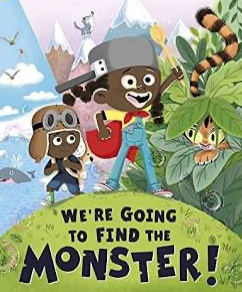 WE'RE GOING
TO FIND THE
MONSTER!